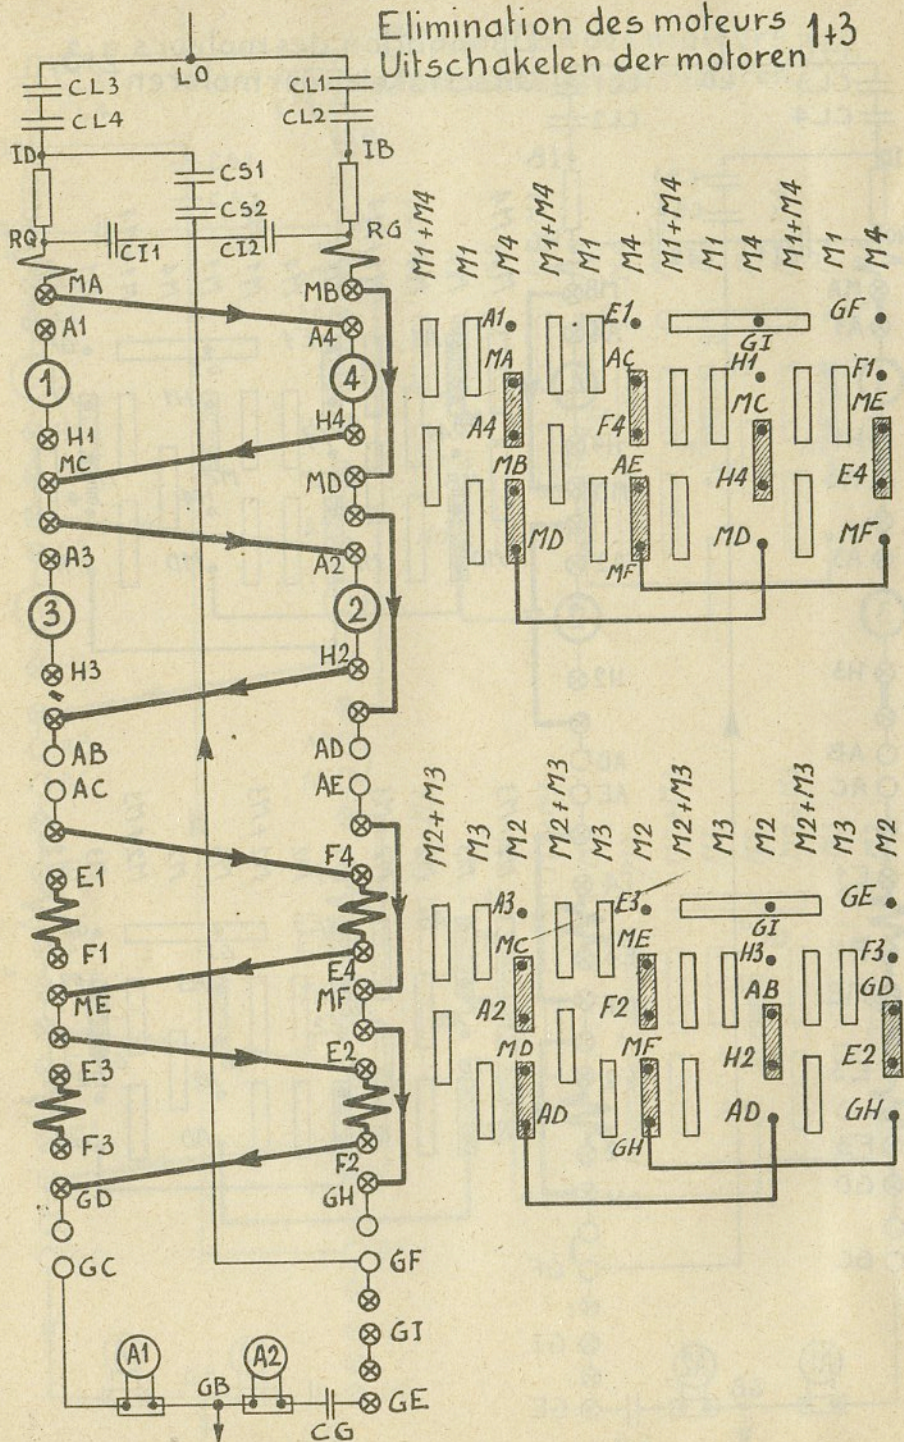 Elimination des moteurs 1+3
Uitschakelen der motoren
LO
CL3
CL4
CL1
CL2
ID
IB
CS1
CS2
RQ
RG
CI1
CI2
MA
MB
A1
A4
1
4
H1
H4
MC
MD
A3
A2
3
2
H3
H2
AB
AD
AC
AE
E1
F4
F1
E4
ME
MF
E3
E2
F3
F2
GD
GH
GC
GF
GI
A1
A2
GB
GE
CG
M1+M4 M1 M4 M1+M4 M1 M4 M1+M4 M1 M4 M1+M4 M1 M4
A1 E1 GI GF
MA AC H1 F1
MC ME
A4 F4
MB AE H4 E4
MD MF MD MF
M2+M3 M3 M2 M2+M3 M3 M2 M2+M3 M3 M2 M2+M3 M3 M2
A3 E3 GI GE
MC ME H3 F3
AB GD
A2 F2
MD MF H2 E2
AD GH AD GH